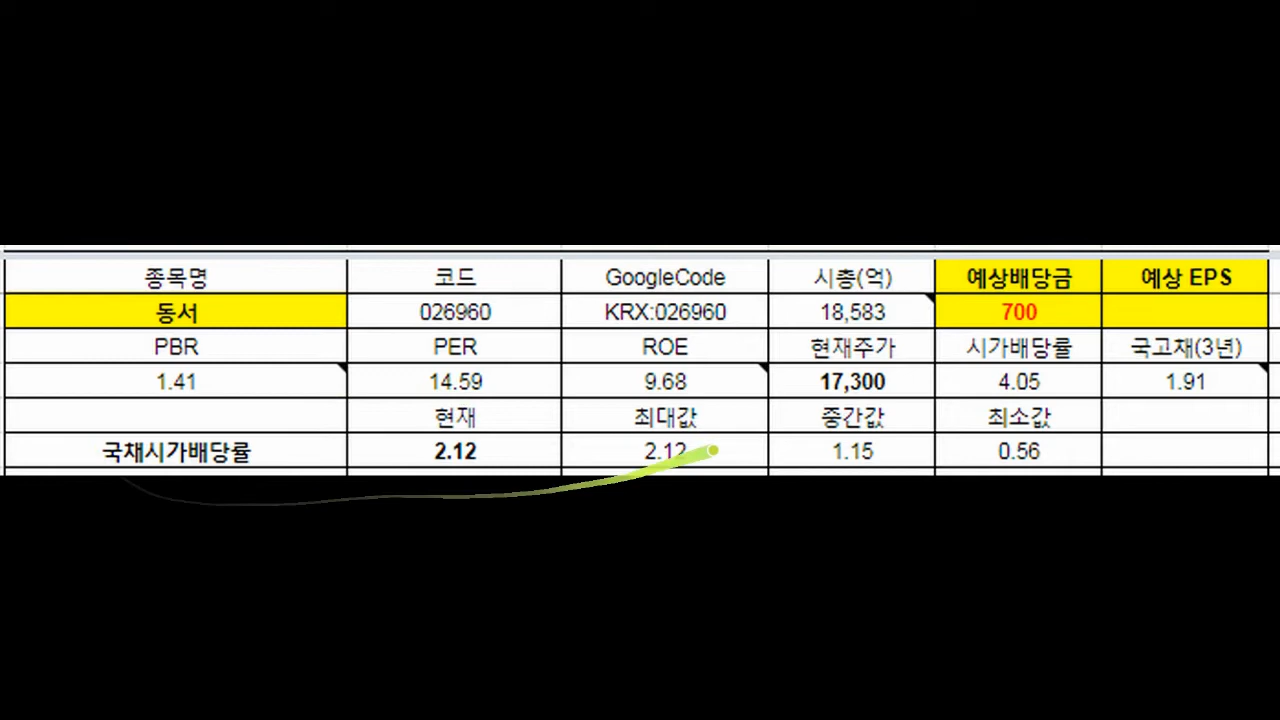 종목명 코드 GoogleCode 시총(억) 예상배당금 예상 EPS
동서 026960 KRX:026960 18,583 700
PBR PER ROE 현재주가 시가배당률 국고채(3년)
1.41 14.59 9.68 17,300 4.05 1.91
현재 최대값 중간값 최소값
국채시가배당률 2.12 2.12 1.15 0.56